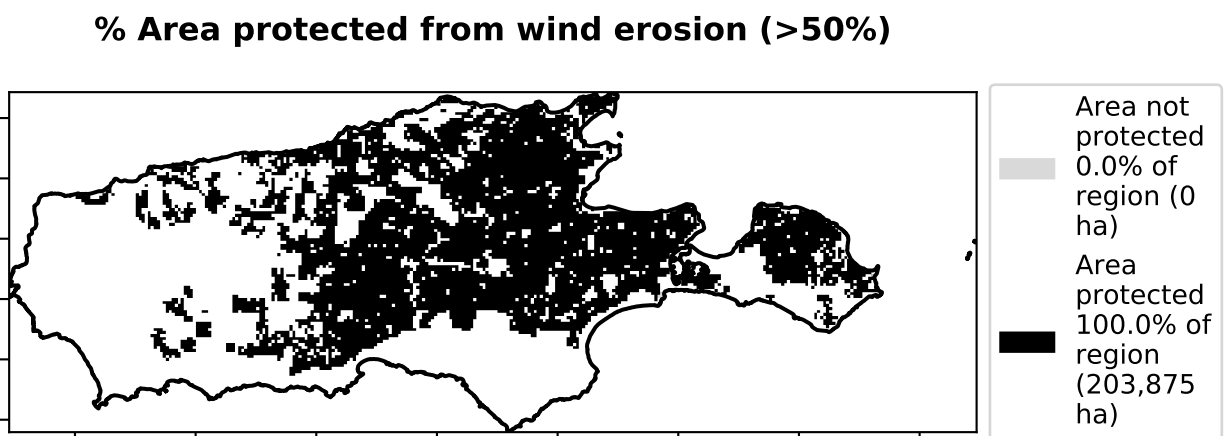 % Area protected from wind erosion (>50%)
Area not
protected
0.0% of
region (0
ha)
Area
protected
100.0% of
region
(203,875
ha)